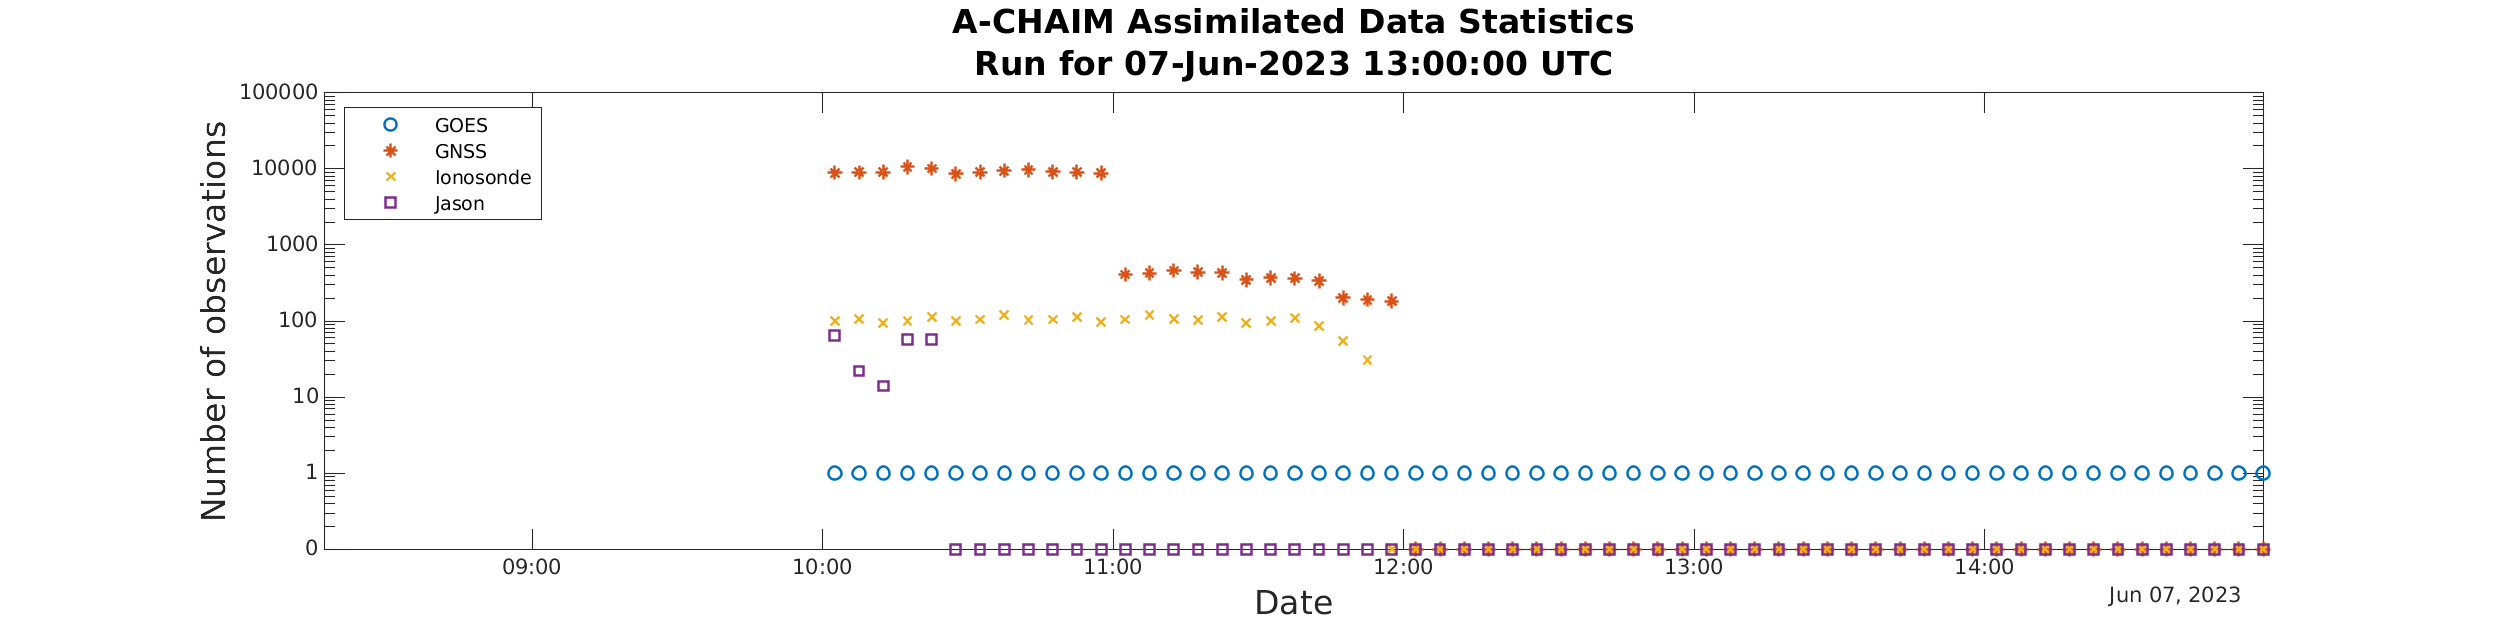 A-CHAIM Assimilated Data Statistics
Run for 07-Jun-2023 13:00:00 UTC
Number of observations
100000
10000
1000
100
10
1
0
GOES
GNSS
Ionosonde
Jason
09:00 10:00 11:00 12:00 13:00 14:00
Date
Jun 07, 2023